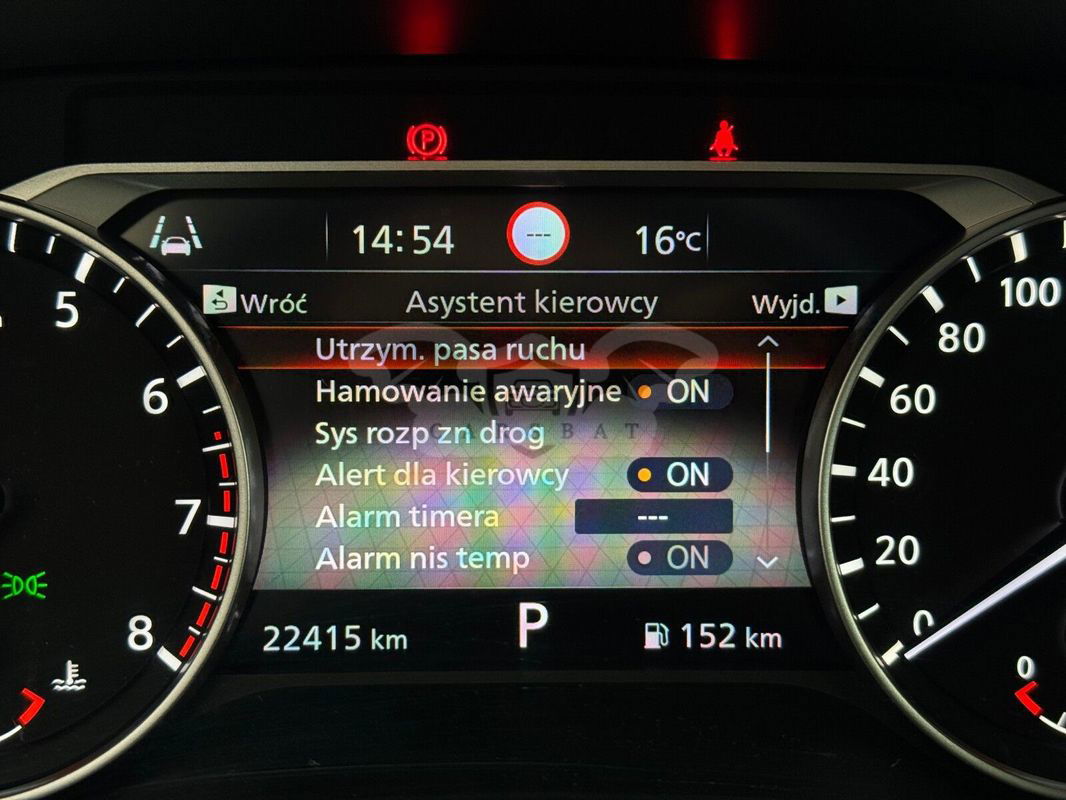 14:54
---
16°C
Wróć
Asystent kierowcy
Wyjd.
Utrzym. pasa ruchu
Hamowanie awaryjne ON
Sys rozp zn drog
Alert dla kierowcy ON
Alarm timera ---
Alarm nis temp ON
22415 km
P
152 km
5
6
7
8
100
80
60
40
20
0
0
P